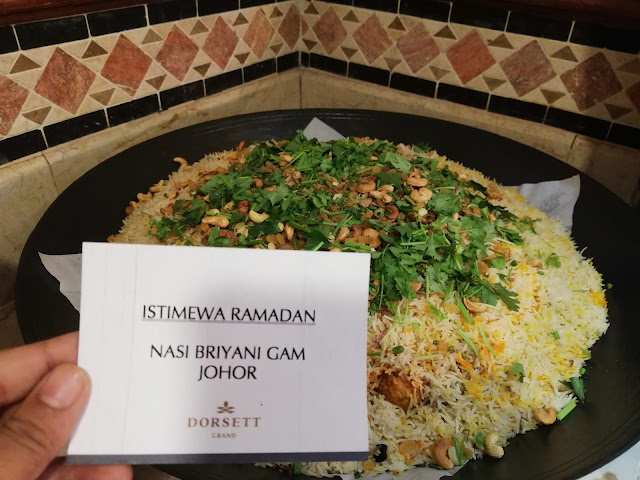 ISTIMEWA RAMADAN
NASI BRIYANI GAM
JOHOR
DORSETT
GRAND